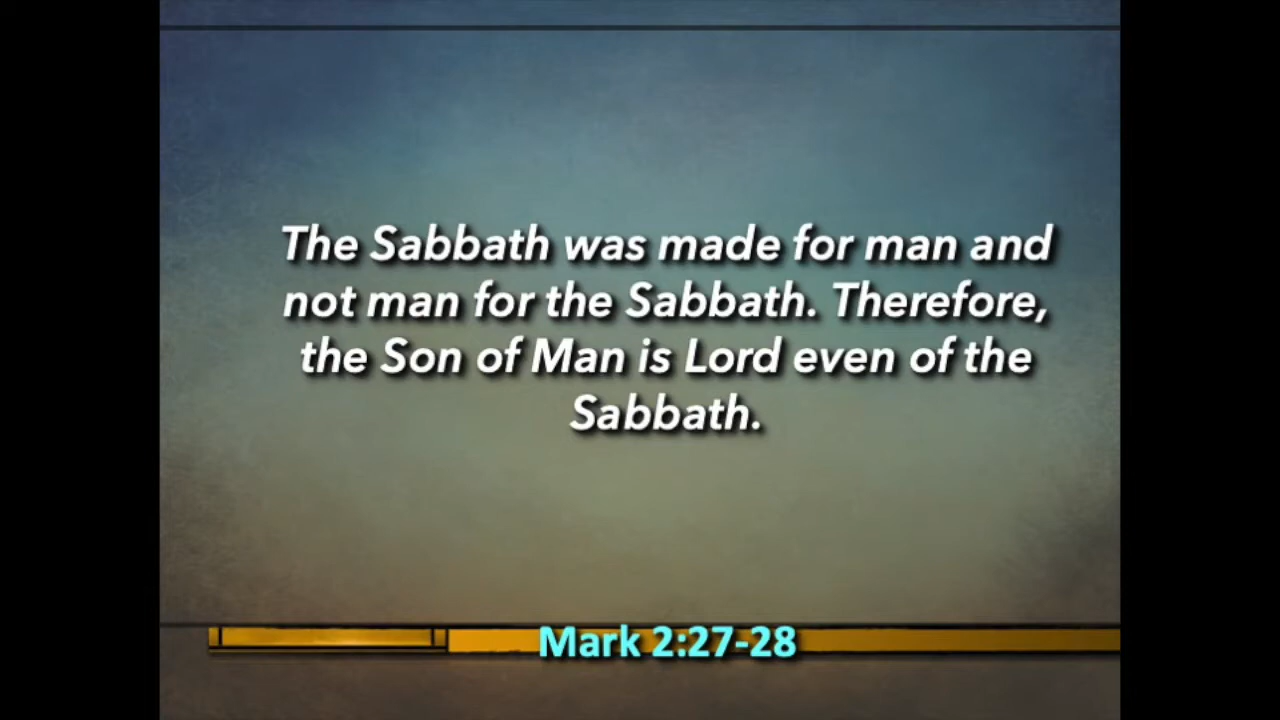 The Sabbath was made for man and
not man for the Sabbath. Therefore,
the Son of Man is Lord even of the
Sabbath.
Mark 2:27-28